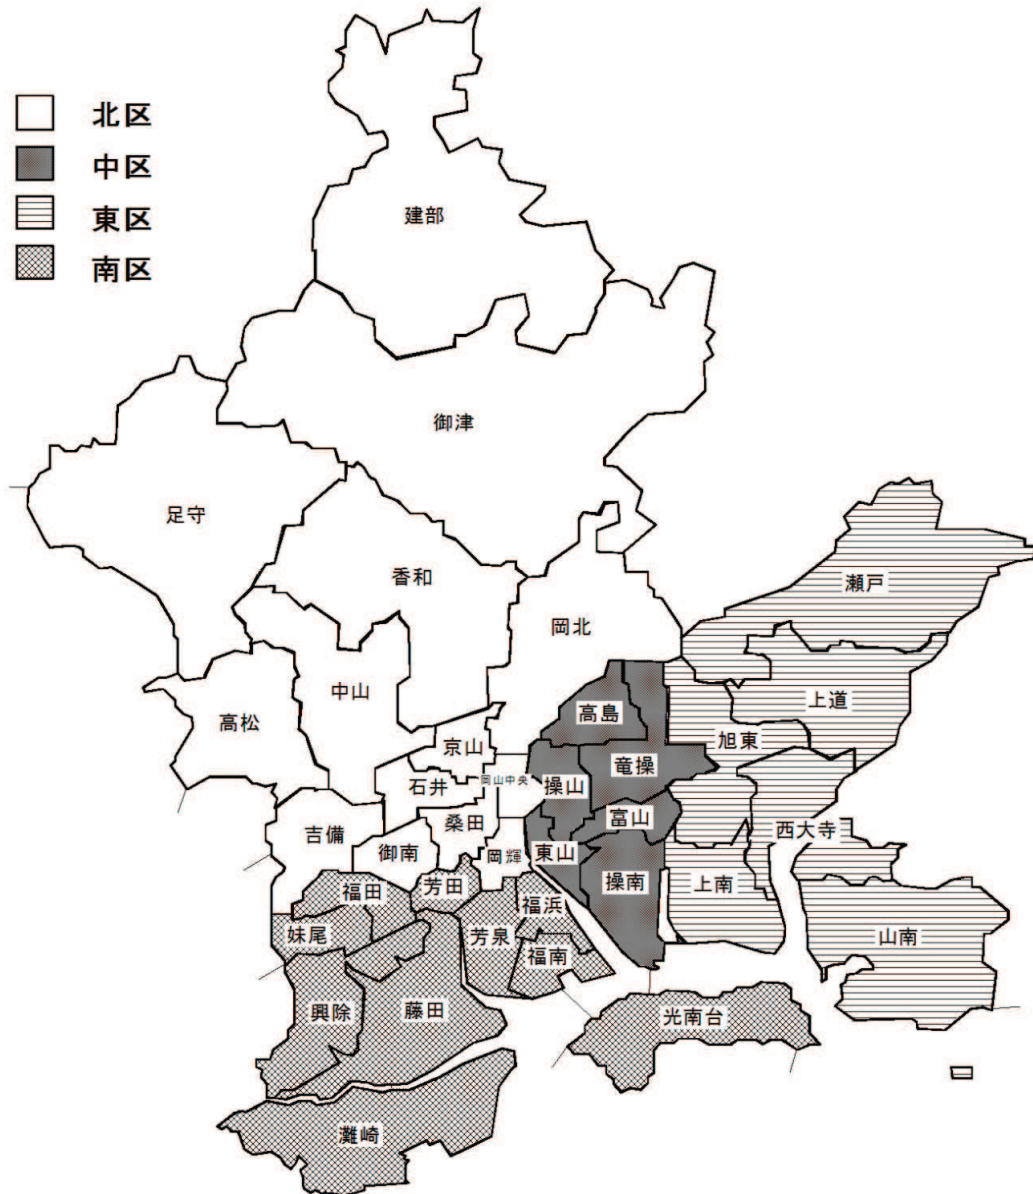 北区
中区
東区
南区
建部
御津
足守
香和
瀬戸
岡北
中山
上道
高島
高松
旭東
京山
竜操
岡山中央
石井
操山
桑田
富山
西大寺
吉備
御南
岡輝
東山
操南
上南
福田
芳田
福浜
妹尾
芳泉
山南
福南
興除
藤田
光南台
灘崎